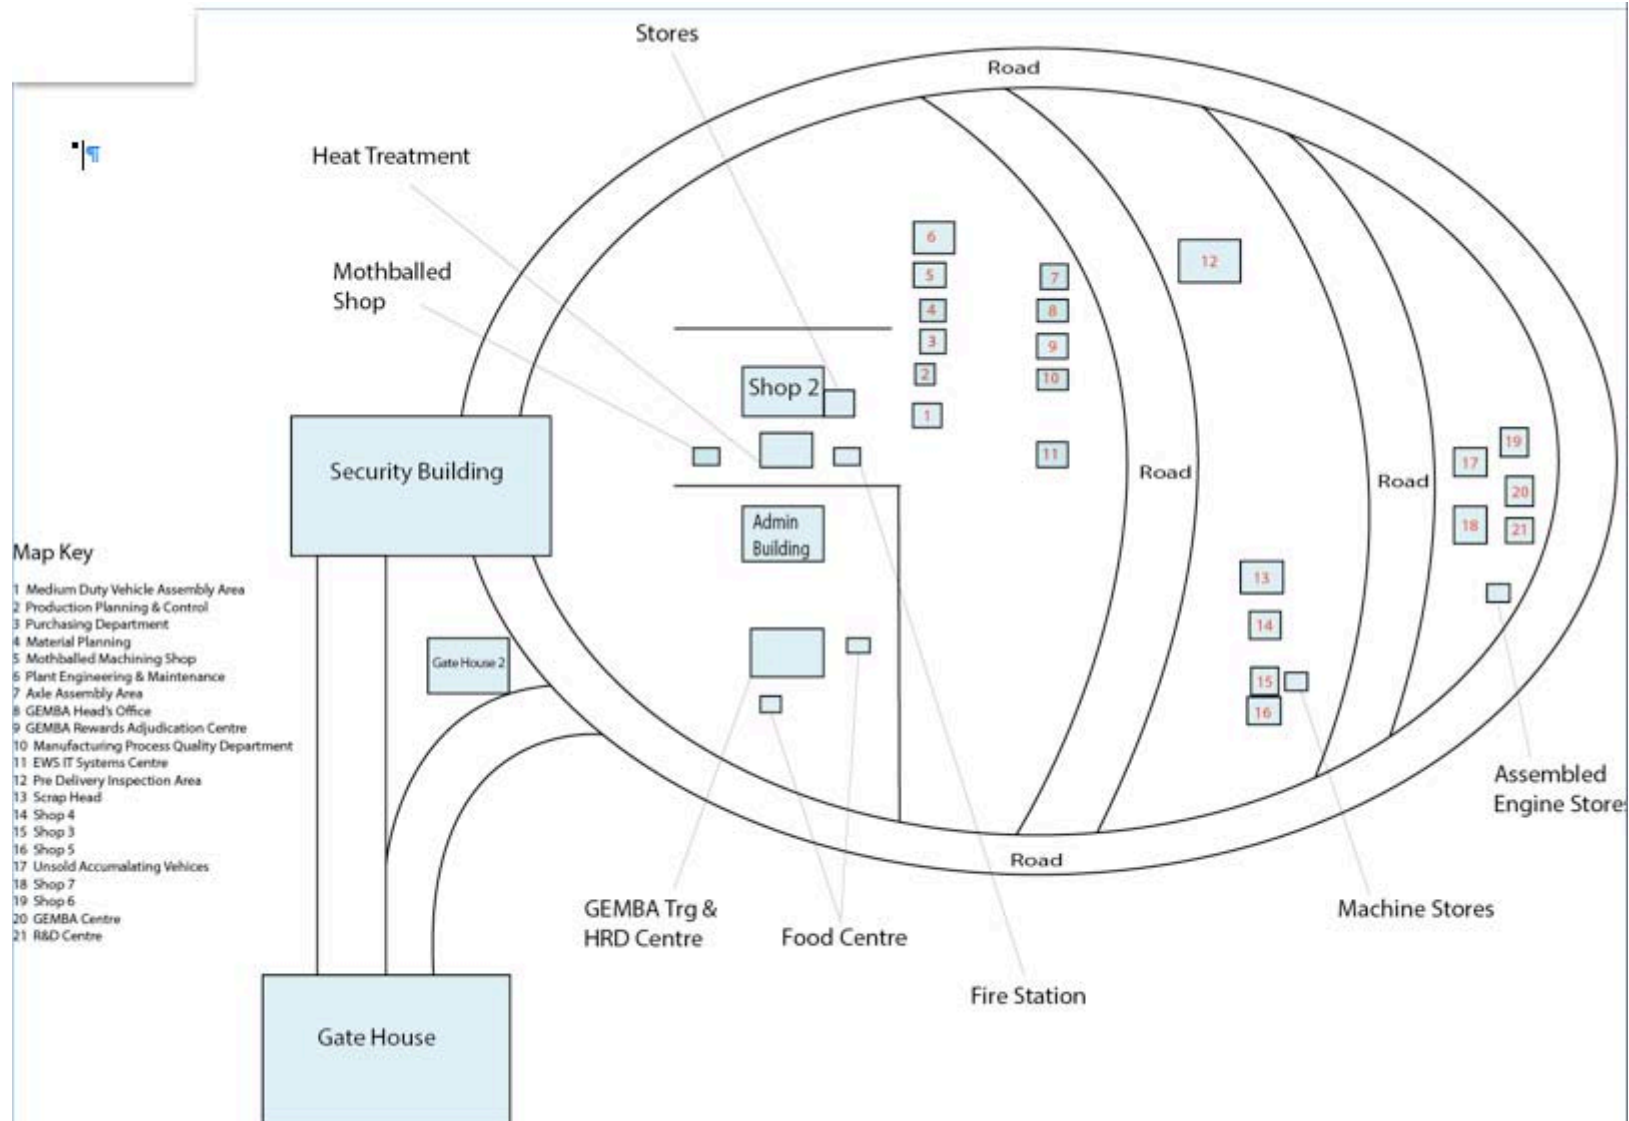 Stores
Road
¶
Heat Treatment
Mothballed
Shop
6
5
4
3
2
1
7
8
9
10
11
12
Shop 2
Security Building
Road
Road
19
17
20
18
21
Admin
Building
13
14
15
16
Gate House 2
Map Key
1 Medium Duty Vehicle Assembly Area
2 Production Planning & Control
3 Purchasing Department
4 Material Planning
5 Mothballed Machining Shop
6 Plant Engineering & Maintenance
7 Axle Assembly Area
8 GEMBA Head's Office
9 GEMBA Rewards Adjudication Centre
10 Manufacturing Process Quality Department
11 EWS IT Systems Centre
12 Pre Delivery Inspection Area
13 Scrap Head
14 Shop 4
15 Shop 3
16 Shop 5
17 Unsold Accumalating Vehices
18 Shop 7
19 Shop 6
20 GEMBA Centre
21 R&D Centre
Assembled
Engine Stores
Road
GEMBA Trg &
HRD Centre
Food Centre
Machine Stores
Fire Station
Gate House